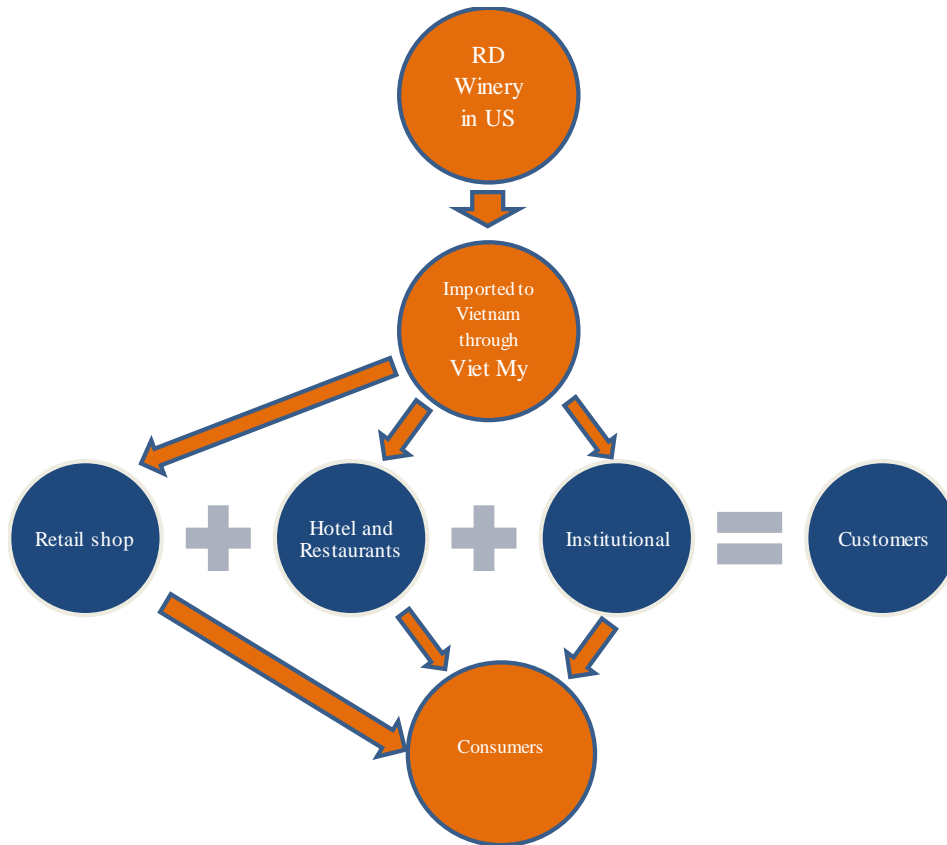 RD
Winery
in US
Imported to
Vietnam
through
Viet My
Retail shop
Hotel and
Restaurants
Institutional
Customers
Consumers